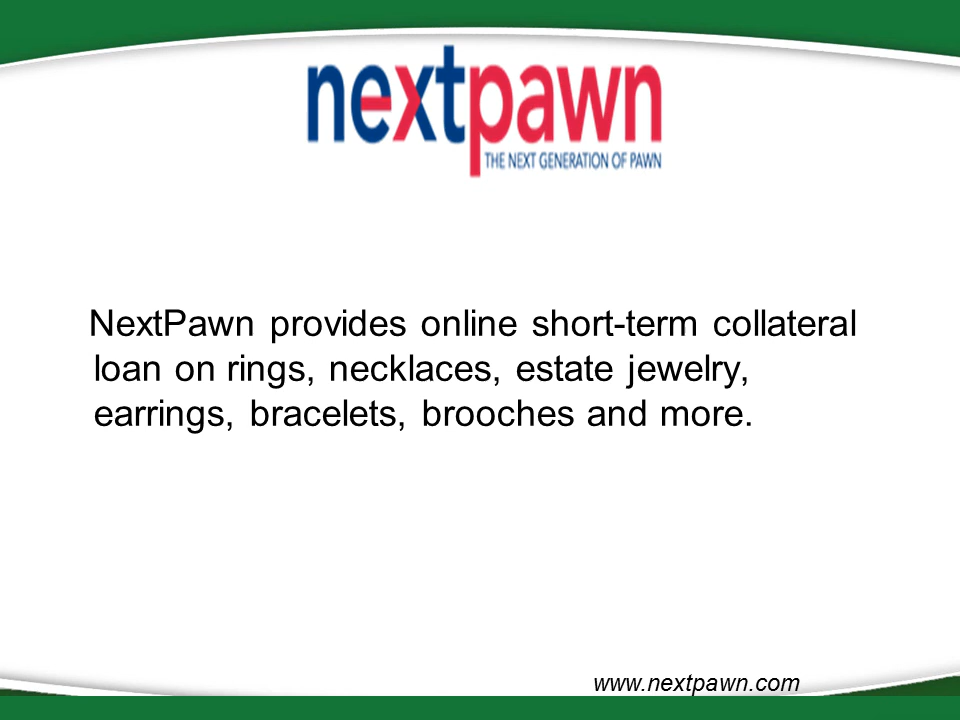 nextpawn
THE NEXT GENERATION OF PAWN
NextPawn provides online short-term collateral
loan on rings, necklaces, estate jewelry,
earrings, bracelets, brooches and more.
www.nextpawn.com